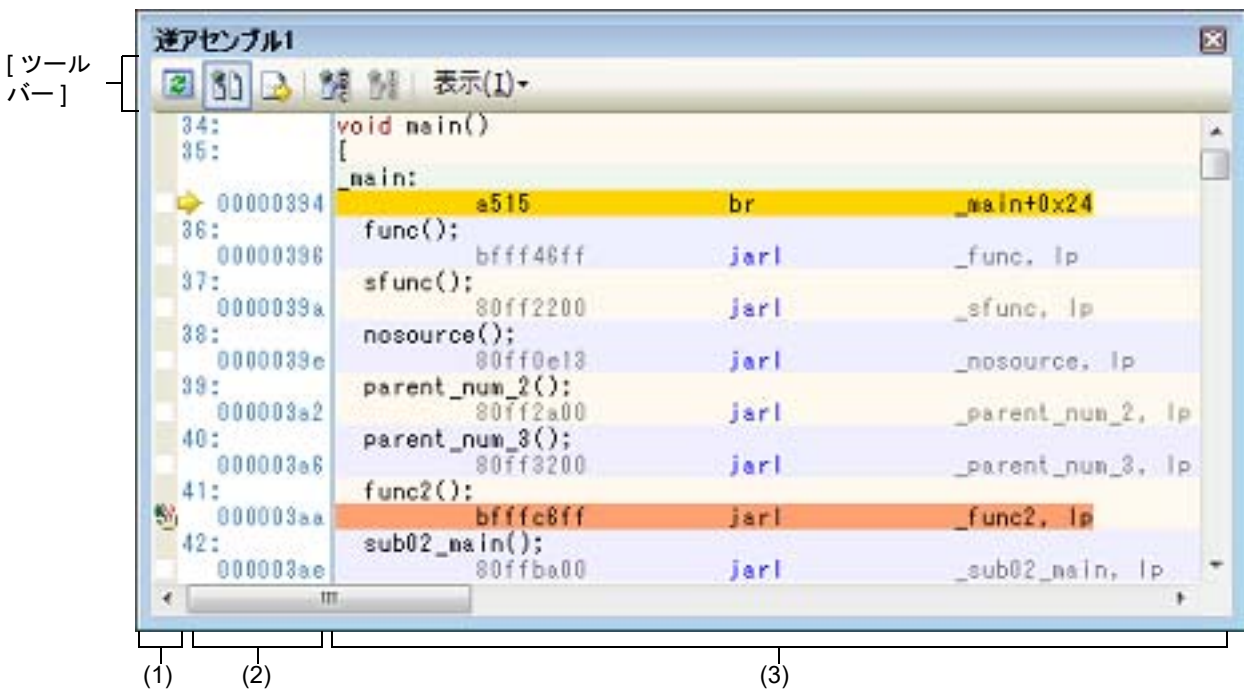 逆アセンブル1
[ ツール
バー ]
表示(I)
34: void main()
35: {
_main:
00000394 a515 br _main+0x24
36: func();
00000396 bfff46ff jarl _func, lp
37: sfunc();
0000039a 80ff2200 jarl _sfunc, lp
38: nosource();
0000039e 80ff0e13 jarl _nosource, lp
39: parent_num_2();
000003a2 80ff2a00 jarl _parent_num_2, lp
40: parent_num_3();
000003a6 80ff3200 jarl _parent_num_3, lp
41: func2();
000003aa bfffc6ff jarl _func2, lp
42: sub02_main();
000003ae 80ffba00 jarl _sub02_main, lp
(1) (2) (3)